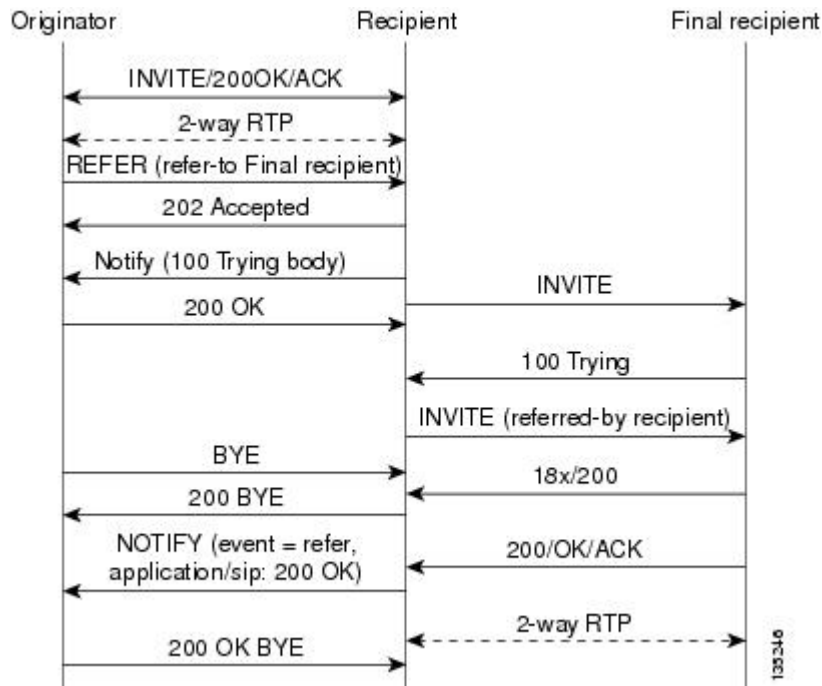 Originator
Recipient
Final recipient
INVITE/200OK/ACK
2-way RTP
REFER (refer-to Final recipient)
202 Accepted
Notify (100 Trying body)
INVITE
200 OK
100 Trying
INVITE (referred-by recipient)
BYE
18x/200
200 BYE
NOTIFY (event = refer,
application/sip: 200 OK)
200/OK/ACK
2-way RTP
200 OK BYE
135246